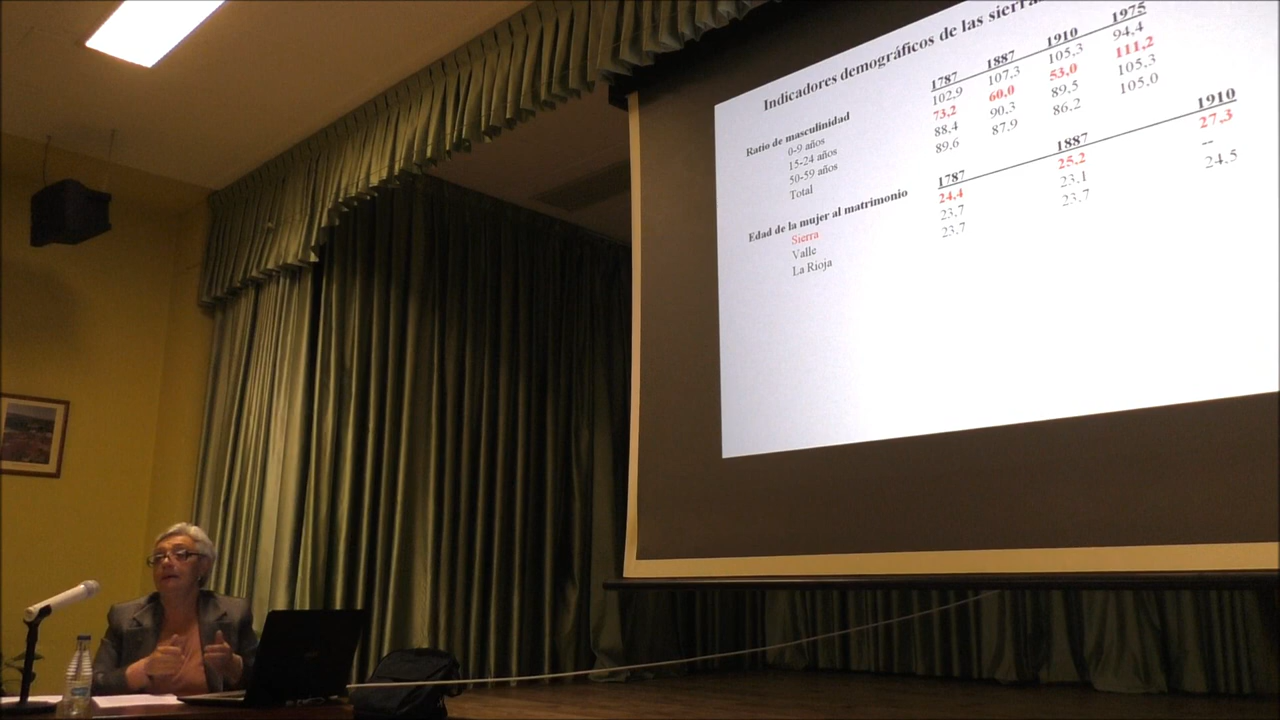 Indicadores demográficos de las
1787 1887 1910 1975
Ratio de masculinidad
0-9 años 102,9 107,3 105,3 94,4
15-24 años 73,2 60,0 53,0 111,2
50-59 años 88,4 90,3 89,5 105,3
Total 89,6 87,9 86,2 105,0
1787 1887 1910
Edad de la mujer al matrimonio
Sierra 24,4 25,2 27,3
Valle 23,7 23,1 --
La Rioja 23,7 23,7 24,5